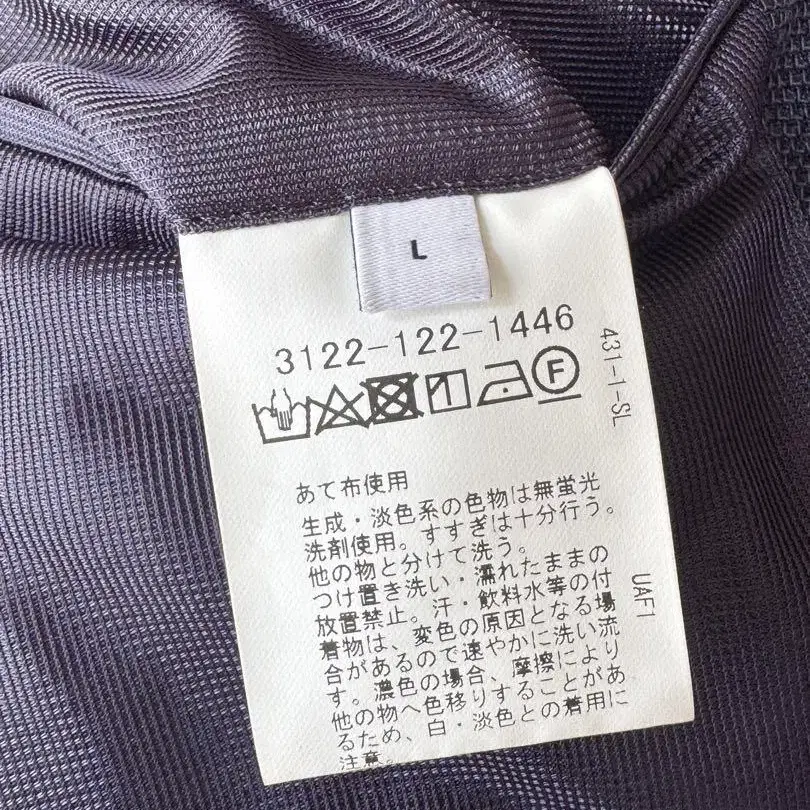 L
3122-122-1446
F
431-1-SL
あて布使用
生成・淡色系の色物は無蛍光
洗剤使用。すすぎは十分行う。
他の物と分けて洗う。
つけ置き洗い・濡れたままの
放置禁止。汗・飲料水等の付
着物は、変色の原因となる場
合があるので速やかに洗い流
す。濃色の場合、摩擦により
他の物へ色移りすることがあ
るため、白・淡色との着用に
注意。
UAF1